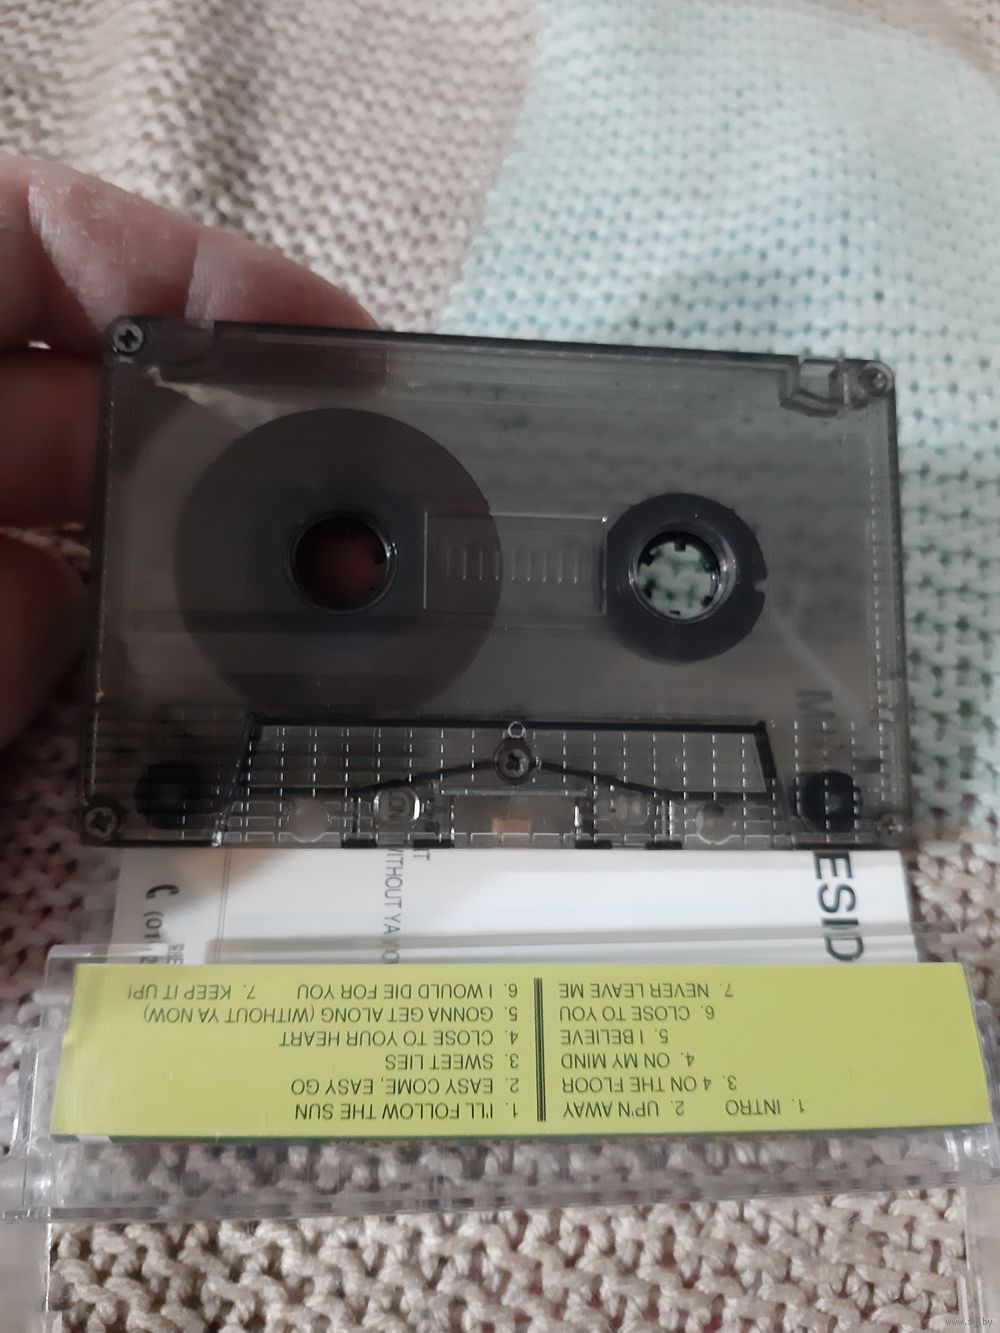 1. INTRO 2. UP'N AWAY
3. 4 ON THE FLOOR
4. ON MY MIND
5. I BELIEVE
6. CLOSE TO YOU
7. NEVER LEAVE ME
1. I'LL FOLLOW THE SUN
2. EASY COME, EASY GO
3. SWEET LIES
4. CLOSE TO YOUR HEART
5. GONNA GET ALONG (WITHOUT YA NOW)
6. I WOULD DIE FOR YOU 7. KEEP IT UP!
ESID
WITHOUT YA NO
(01